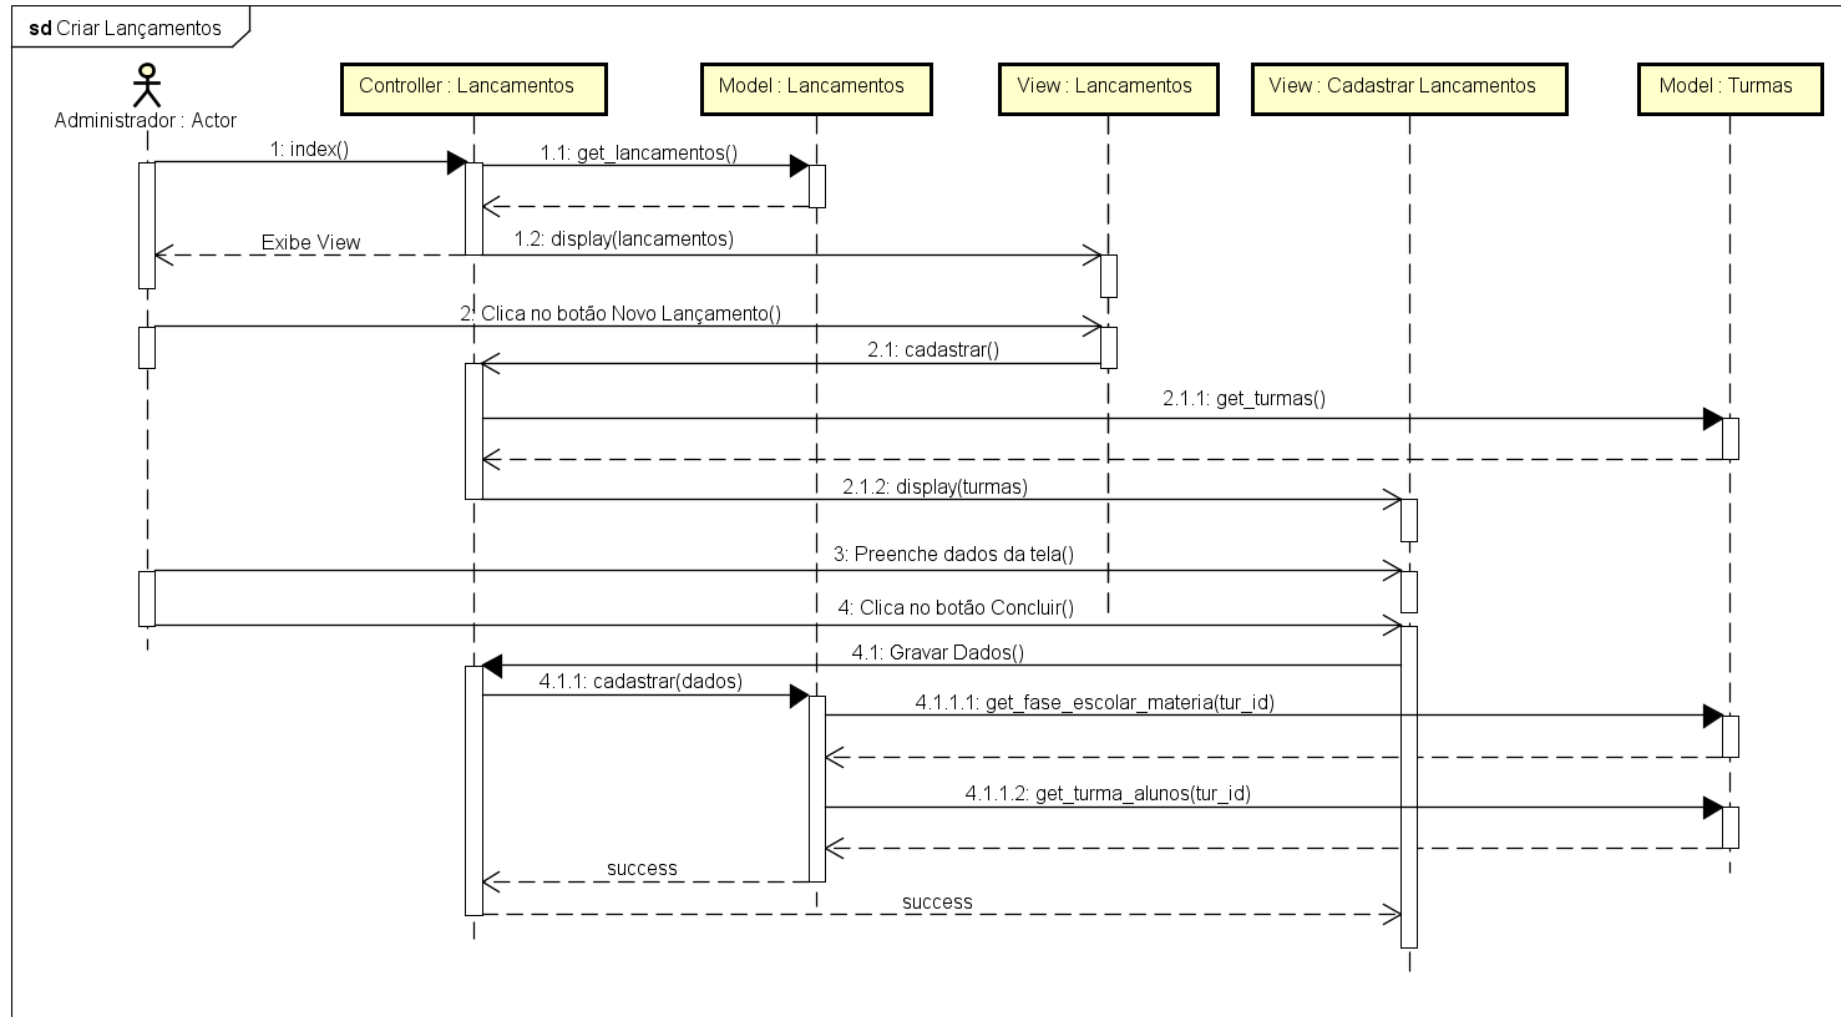 sd Criar Lançamentos
Administrador : Actor
Controller : Lancamentos
Model : Lancamentos
View : Lancamentos
View : Cadastrar Lancamentos
Model : Turmas
1: index()
1.1: get_lancamentos()
Exibe View
1.2: display(lancamentos)
2: Clica no botão Novo Lançamento()
2.1: cadastrar()
2.1.1: get_turmas()
2.1.2: display(turmas)
3: Preenche dados da tela()
4: Clica no botão Concluir()
4.1: Gravar Dados()
4.1.1: cadastrar(dados)
4.1.1.1: get_fase_escolar_materia(tur_id)
4.1.1.2: get_turma_alunos(tur_id)
success
success